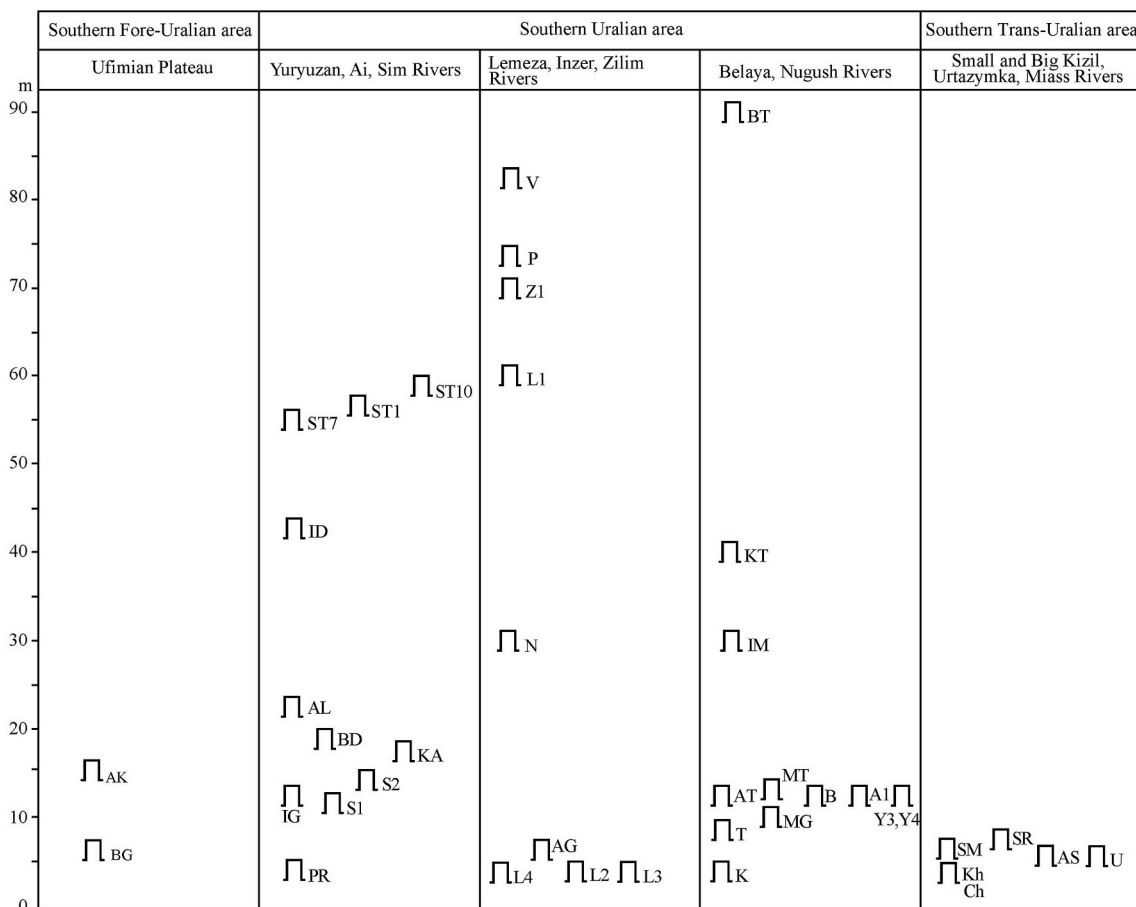 Southern Fore-Uralian area
Southern Uralian area
Southern Trans-Uralian area
Ufimian Plateau
Yuryuzan, Ai, Sim Rivers
Lemeza, Inzer, Zilim
Rivers
Belaya, Nugush Rivers
Small and Big Kizil,
Urtazymka, Miass Rivers
m
90
80
70
60
50
40
30
20
10
0
AK
BG
ST10
ST1
ST7
ID
AL
BD
KA
S2
S1
IG
PR
V
P
Z1
L1
N
AG
L4
L2
L3
BT
KT
IM
MT
AT
B
A1
Y3,Y4
MG
T
K
SR
SM
AS
U
Kh
Ch